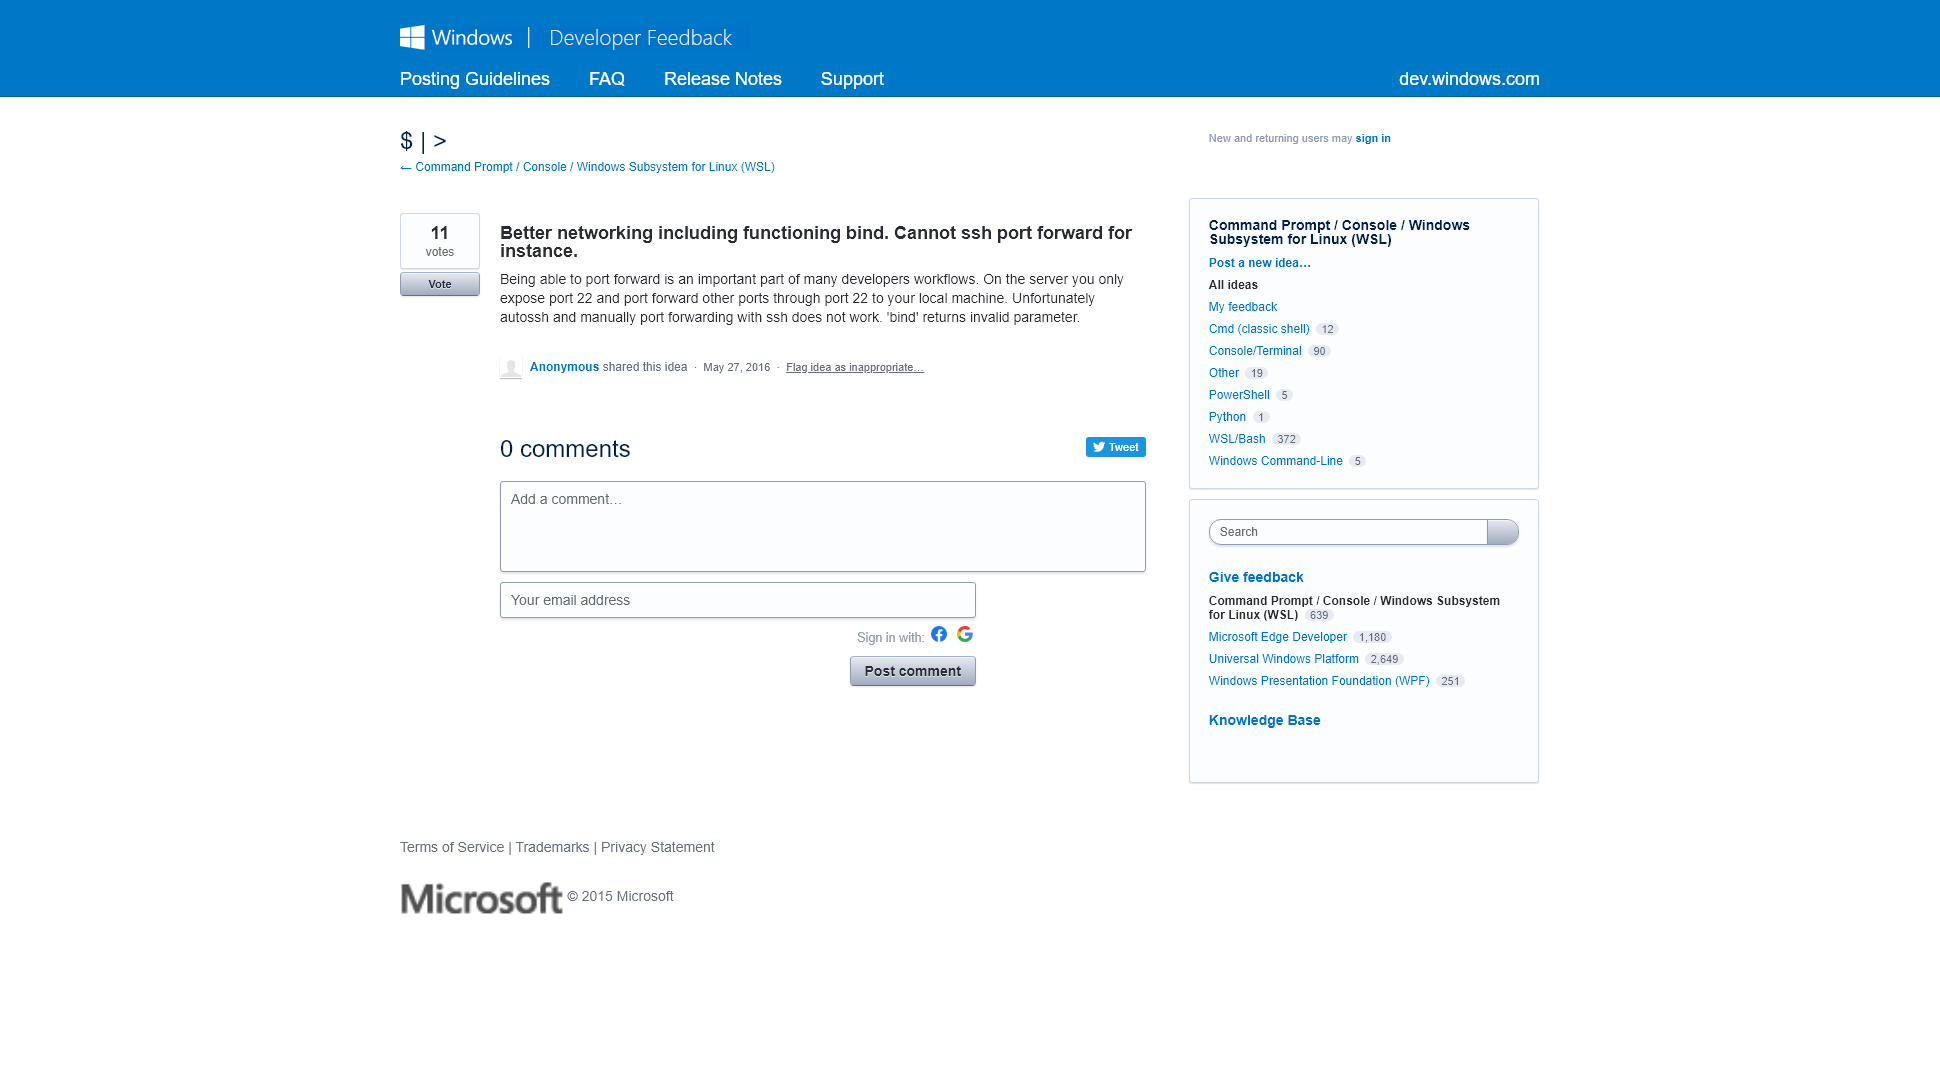 Windows | Developer Feedback
Posting Guidelines FAQ Release Notes Support dev.windows.com
$ | >
New and returning users may sign in
← Command Prompt / Console / Windows Subsystem for Linux (WSL)
11
votes
Vote
Better networking including functioning bind. Cannot ssh port forward for
instance.
Being able to port forward is an important part of many developers workflows. On the server you only
expose port 22 and port forward other ports through port 22 to your local machine. Unfortunately
autossh and manually port forwarding with ssh does not work. 'bind' returns invalid parameter.
Anonymous shared this idea · May 27, 2016 · Flag idea as inappropriate…
0 comments
Tweet
Add a comment…
Your email address
Sign in with:
Post comment
Command Prompt / Console / Windows
Subsystem for Linux (WSL)
Post a new idea…
All ideas
My feedback
Cmd (classic shell) 12
Console/Terminal 90
Other 19
PowerShell 5
Python 1
WSL/Bash 372
Windows Command-Line 5
Search
Give feedback
Command Prompt / Console / Windows Subsystem
for Linux (WSL) 639
Microsoft Edge Developer 1,180
Universal Windows Platform 2,649
Windows Presentation Foundation (WPF) 251
Knowledge Base
Terms of Service | Trademarks | Privacy Statement
Microsoft © 2015 Microsoft